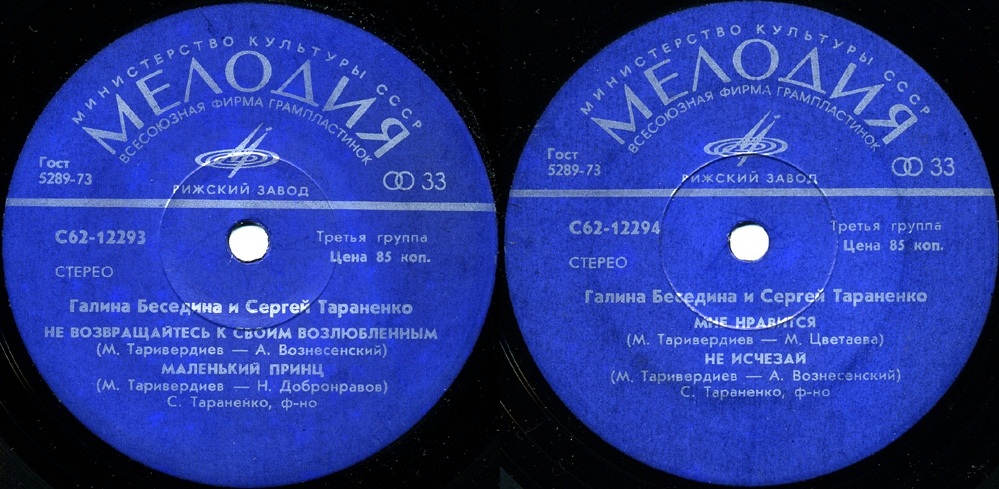 МИНИСТЕРСТВО КУЛЬТУРЫ СССР
МЕЛОДИЯ
ВСЕСОЮЗНАЯ ФИРМА ГРАМПЛАСТИНОК
Гост
5289-73
33
РИЖСКИЙ ЗАВОД
С62-12293
Третья группа
Цена 85 коп.
СТЕРЕО
Галина Беседина и Сергей Тараненко
НЕ ВОЗВРАЩАЙТЕСЬ К СВОИМ ВОЗЛЮБЛЕННЫМ
(М. Таривердиев — А. Вознесенский)
МАЛЕНЬКИЙ ПРИНЦ
(М. Таривердиев — Н. Добронравов)
С. Тараненко, ф-но
МИНИСТЕРСТВО КУЛЬТУРЫ СССР
МЕЛОДИЯ
ВСЕСОЮЗНАЯ ФИРМА ГРАМПЛАСТИНОК
Гост
5289-73
33
РИЖСКИЙ ЗАВОД
С62-12294
Третья группа
Цена 85 коп.
СТЕРЕО
Галина Беседина и Сергей Тараненко
МНЕ НРАВИТСЯ
(М. Таривердиев — М. Цветаева)
НЕ ИСЧЕЗАЙ
(М. Таривердиев — А. Вознесенский)
С. Тараненко, ф-но